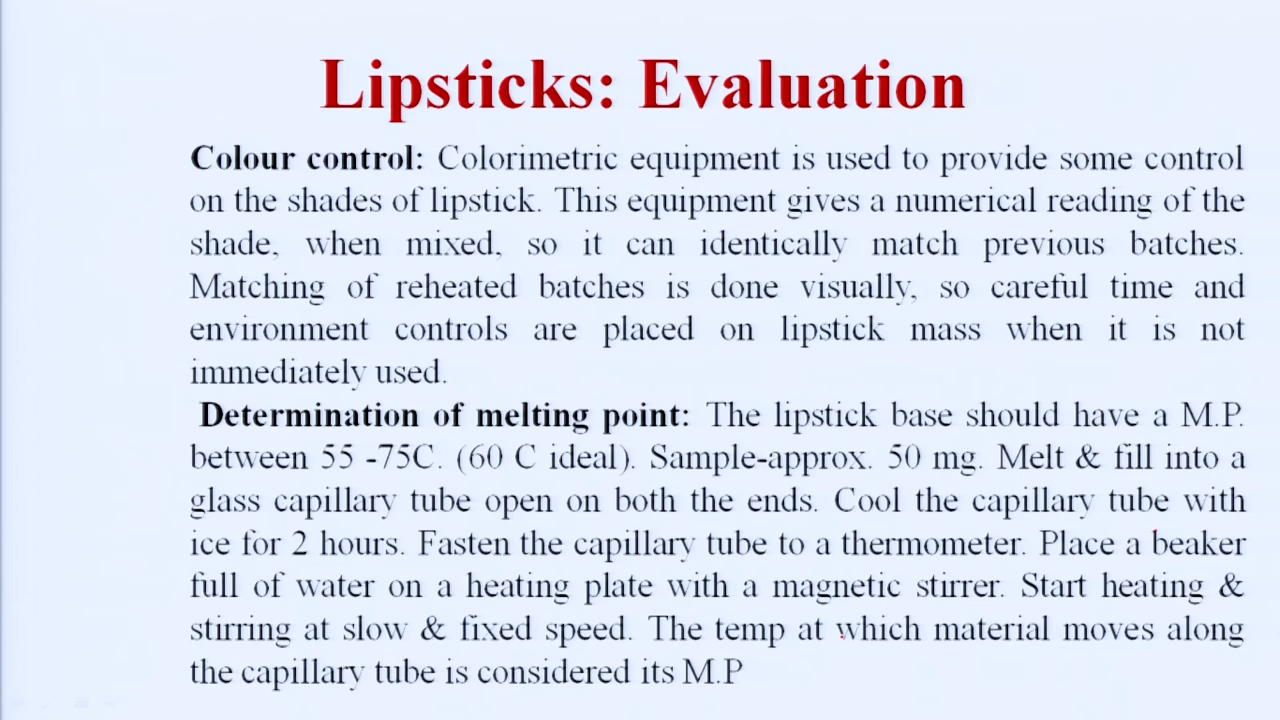 Lipsticks: Evaluation
Colour control: Colorimetric equipment is used to provide some control
on the shades of lipstick. This equipment gives a numerical reading of the
shade, when mixed, so it can identically match previous batches.
Matching of reheated batches is done visually, so careful time and
environment controls are placed on lipstick mass when it is not
immediately used.
Determination of melting point: The lipstick base should have a M.P.
between 55 -75C. (60 C ideal). Sample-approx. 50 mg. Melt & fill into a
glass capillary tube open on both the ends. Cool the capillary tube with
ice for 2 hours. Fasten the capillary tube to a thermometer. Place a beaker
full of water on a heating plate with a magnetic stirrer. Start heating &
stirring at slow & fixed speed. The temp at which material moves along
the capillary tube is considered its M.P